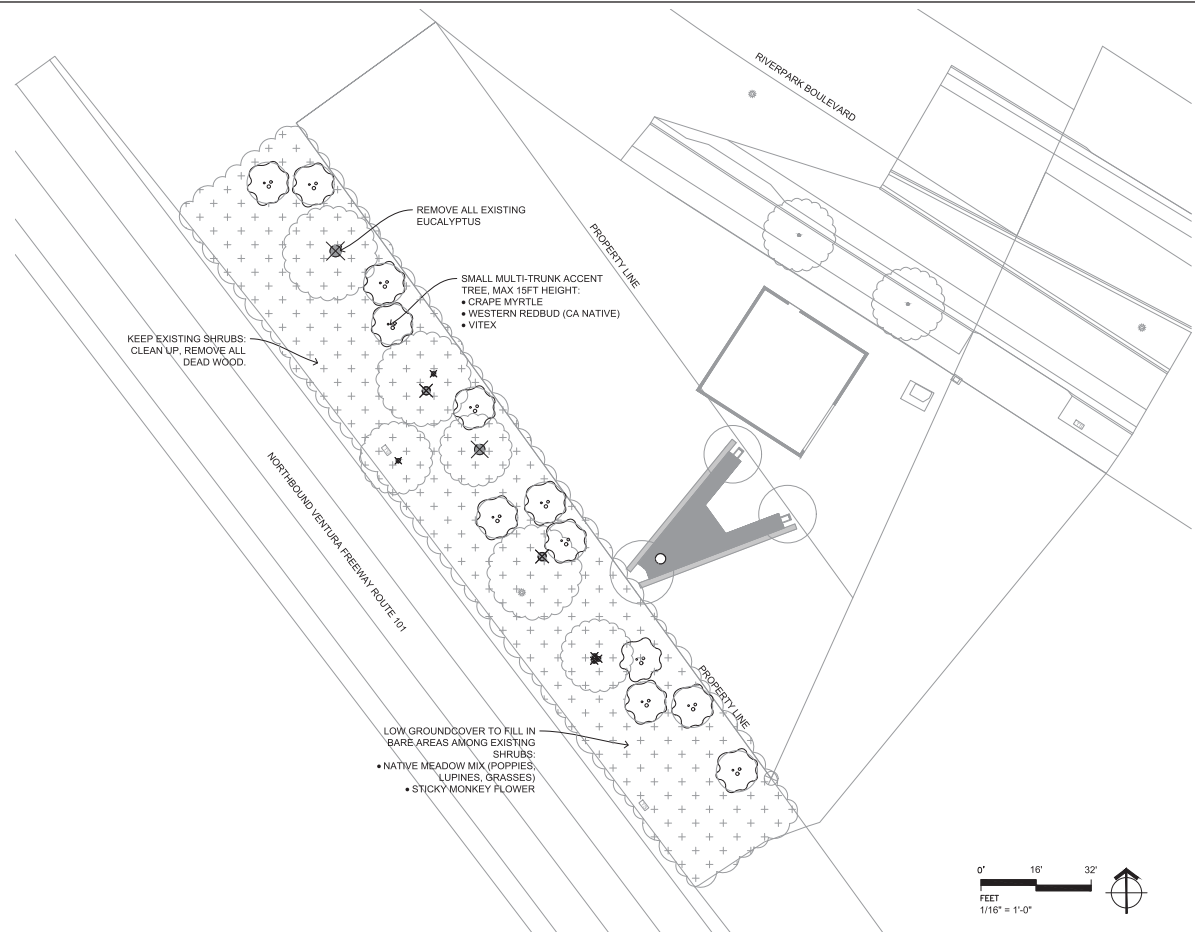 RIVERPARK BOULEVARD
REMOVE ALL EXISTING
EUCALYPTUS
PROPERTY LINE
SMALL MULTI-TRUNK ACCENT
TREE, MAX 15FT HEIGHT:
• CRAPE MYRTLE
• WESTERN REDBUD (CA NATIVE)
• VITEX
KEEP EXISTING SHRUBS:
CLEAN UP, REMOVE ALL
DEAD WOOD.
NORTHBOUND VENTURA FREEWAY ROUTE 101
PROPERTY LINE
LOW GROUNDCOVER TO FILL IN
BARE AREAS AMONG EXISTING
SHRUBS:
• NATIVE MEADOW MIX (POPPIES,
LUPINES, GRASSES)
• STICKY MONKEY FLOWER
0' 16' 32'
FEET
1/16" = 1'-0"